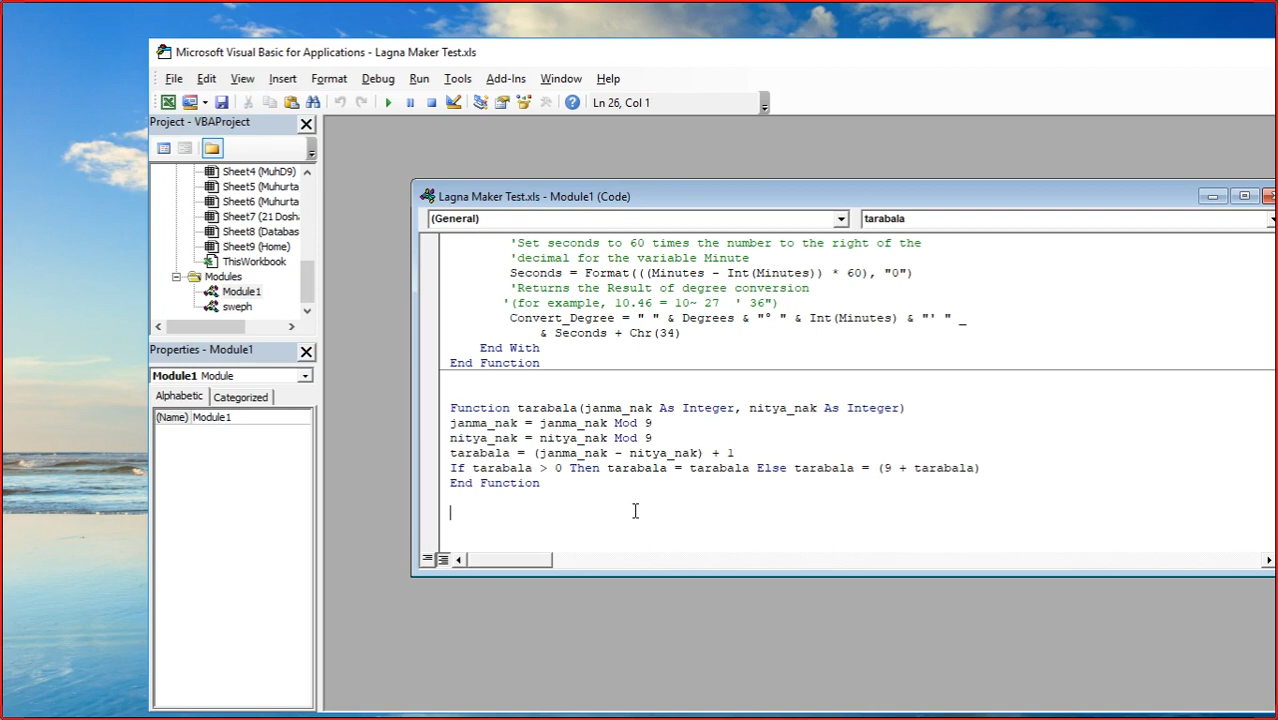 Microsoft Visual Basic for Applications - Lagna Maker Test.xls
File Edit View Insert Format Debug Run Tools Add-Ins Window Help
Ln 26, Col 1
Project - VBAProject
Sheet4 (MuhD9)
Sheet5 (Muhurta
Sheet6 (Muhurta
Sheet7 (21 Dosha
Sheet8 (Databas
Sheet9 (Home)
ThisWorkbook
Modules
Module1
sweph
Properties - Module1
Module1 Module
Alphabetic Categorized
(Name) Module1
Lagna Maker Test.xls - Module1 (Code)
(General) tarabala
'Set seconds to 60 times the number to the right of the
'decimal for the variable Minute
Seconds = Format(((Minutes - Int(Minutes)) * 60), "0")
'Returns the Result of degree conversion
'(for example, 10.46 = 10~ 27  ' 36")
Convert_Degree = " " & Degrees & "° " & Int(Minutes) & "' " _
& Seconds + Chr(34)
End With
End Function
Function tarabala(janma_nak As Integer, nitya_nak As Integer)
janma_nak = janma_nak Mod 9
nitya_nak = nitya_nak Mod 9
tarabala = (janma_nak - nitya_nak) + 1
If tarabala > 0 Then tarabala = tarabala Else tarabala = (9 + tarabala)
End Function